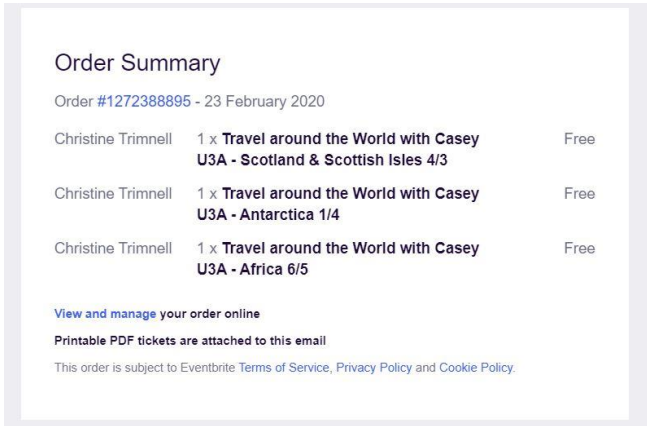 Order Summary
Order #1272388895 - 23 February 2020
Christine Trimnell 1 x Travel around the World with Casey Free
U3A - Scotland & Scottish Isles 4/3
Christine Trimnell 1 x Travel around the World with Casey Free
U3A - Antarctica 1/4
Christine Trimnell 1 x Travel around the World with Casey Free
U3A - Africa 6/5
View and manage your order online
Printable PDF tickets are attached to this email
This order is subject to Eventbrite Terms of Service, Privacy Policy and Cookie Policy.